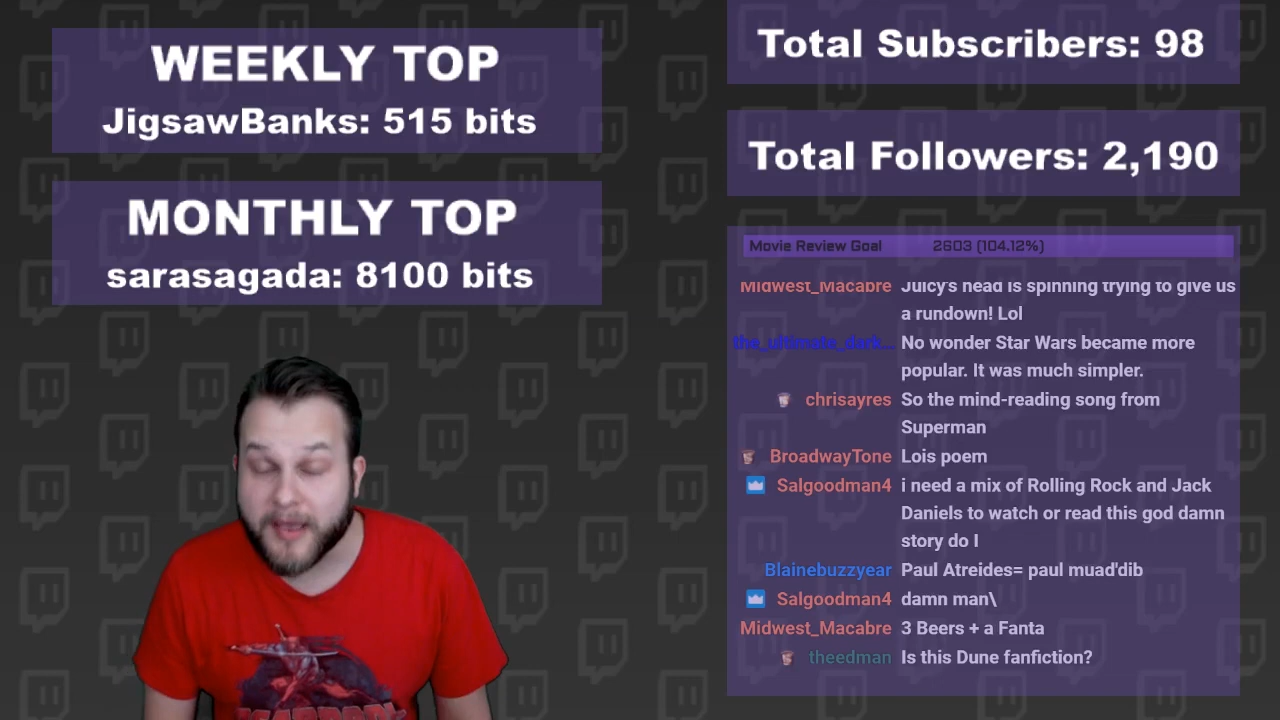 WEEKLY TOP
JigsawBanks: 515 bits
MONTHLY TOP
sarasagada: 8100 bits
Total Subscribers: 98
Total Followers: 2,190
Movie Review Goal 2603 (104.12%)
Midwest_Macabre Juicy's head is spinning trying to give us
a rundown! Lol
the_ultimate_dark... No wonder Star Wars became more
popular. It was much simpler.
chrisayres So the mind-reading song from
Superman
BroadwayTone Lois poem
Salgoodman4 i need a mix of Rolling Rock and Jack
Daniels to watch or read this god damn
story do I
Blainebuzzyear Paul Atreides= paul muad'dib
Salgoodman4 damn man\
Midwest_Macabre 3 Beers + a Fanta
theedman Is this Dune fanfiction?